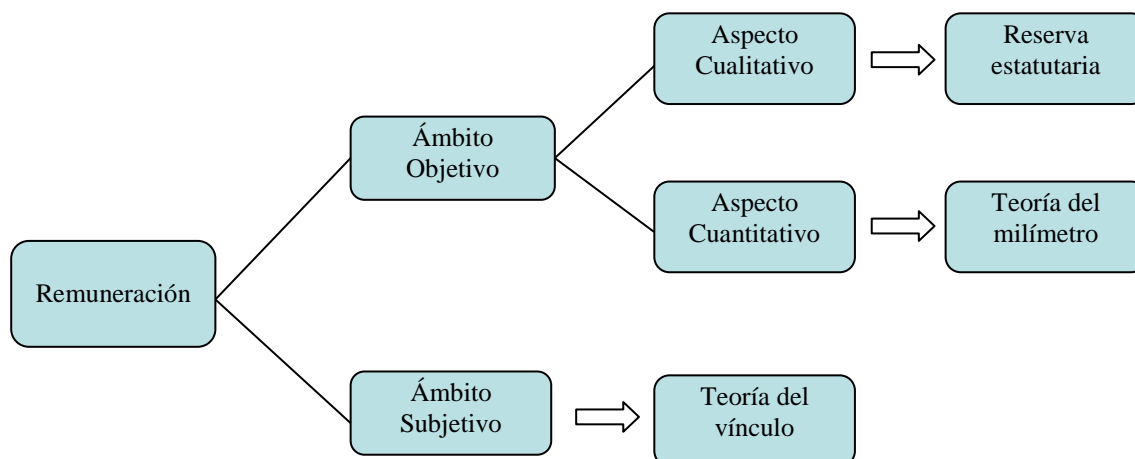 Aspecto
Cualitativo
Reserva
estatutaria
Ámbito
Objetivo
Aspecto
Cuantitativo
Teoría del
milímetro
Remuneración
Ámbito
Subjetivo
Teoría del
vínculo